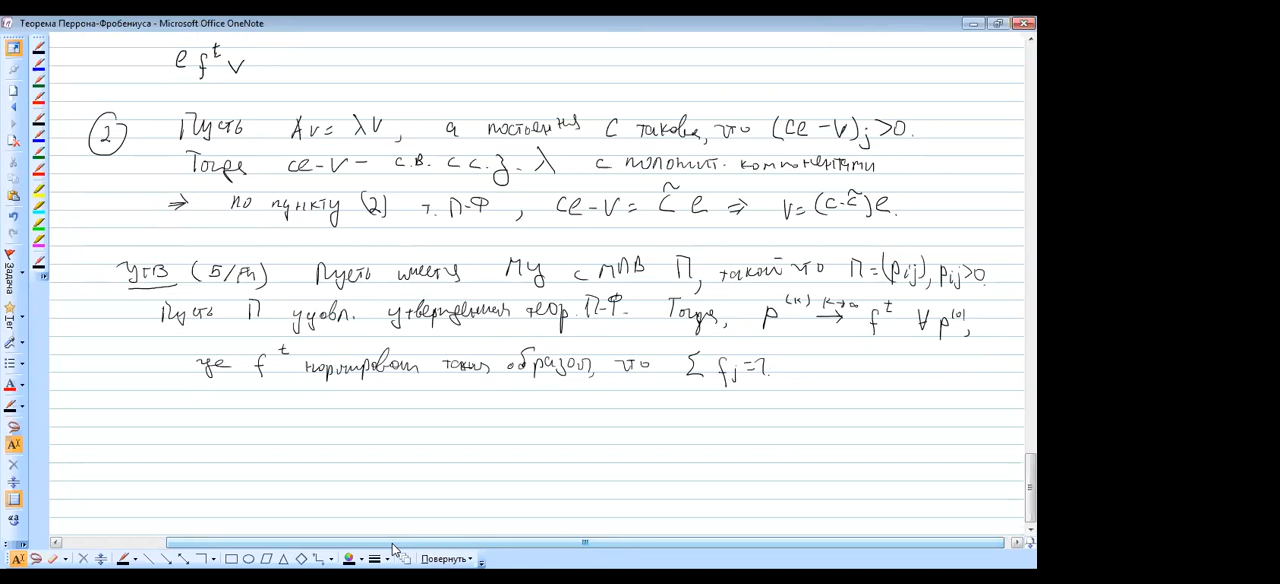 Теорема Перрона-Фробениуса - Microsoft Office OneNote
e f^t v
② Пусть Av = λv, а постоянная c такова, что (ce - v)_j > 0.
Тогда ce-v - с.в. с с.з. λ с положит. компонентами
⇒ по пункту (2) т. П-Ф, ce-v = c̃ e ⇒ v = (c-c̃)e.
Утв (Б/Д) Пусть имеется МЦ с МПВ П, такой что П=(p_ij), p_ij>0.
Пусть П удовл. утверждениям теор. П-Ф. Тогда, p^(k) →^(k→∞) f^t ∀ p^(0),
где f^t нормирован таким образом, что Σ f_j = 1.
Задача
Тег
Повернуть